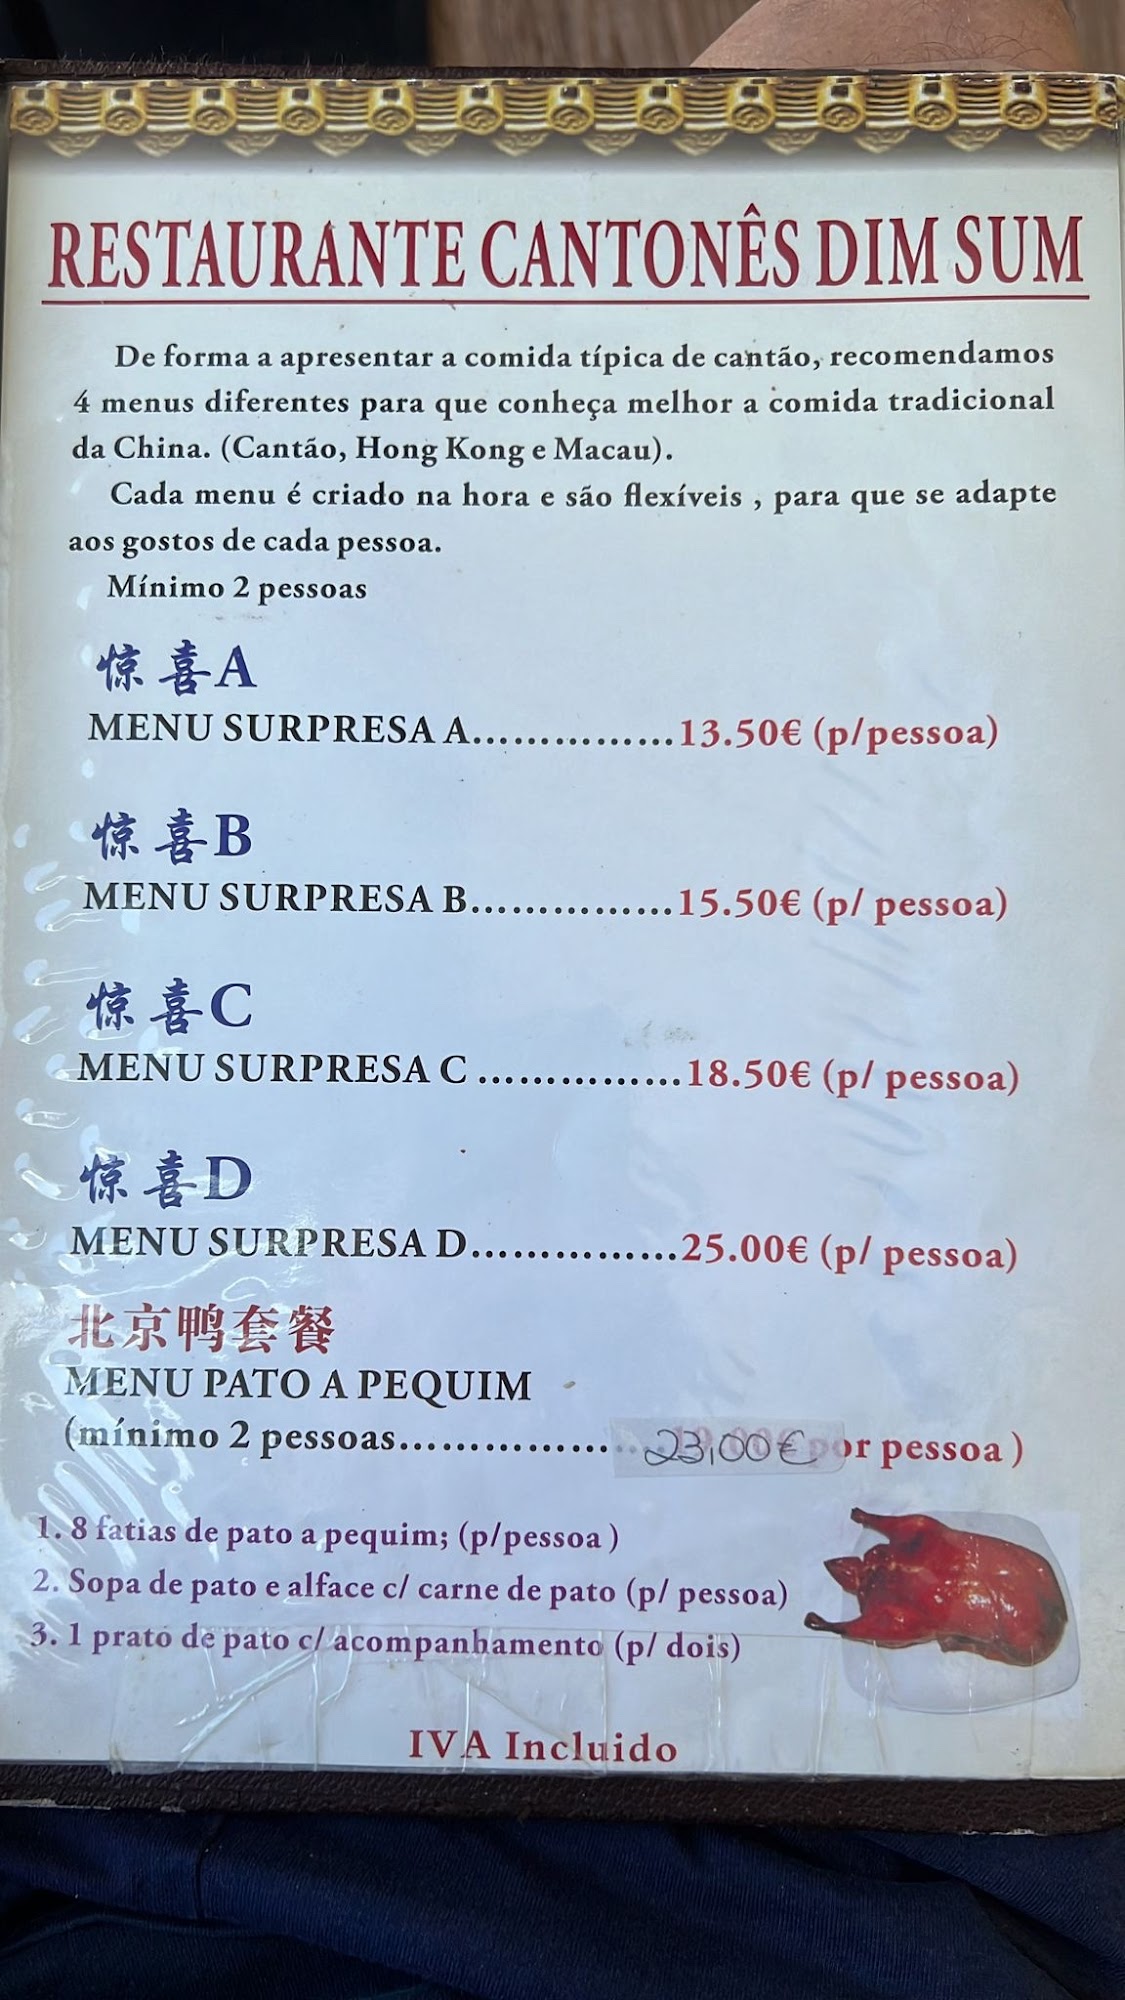 RESTAURANTE CANTONÊS DIM SUM
De forma a apresentar a comida típica de cantão, recomendamos
4 menus diferentes para que conheça melhor a comida tradicional
da China. (Cantão, Hong Kong e Macau).
Cada menu é criado na hora e são flexíveis , para que se adapte
aos gostos de cada pessoa.
Mínimo 2 pessoas
惊喜A
MENU SURPRESA A...............13.50€ (p/pessoa)
惊喜B
MENU SURPRESA B...............15.50€ (p/ pessoa)
惊喜C
MENU SURPRESA C ...............18.50€ (p/ pessoa)
惊喜D
MENU SURPRESA D...............25.00€ (p/ pessoa)
北京鸭套餐
MENU PATO A PEQUIM
(mínimo 2 pessoas..................23,00€ por pessoa )
1. 8 fatias de pato a pequim; (p/pessoa )
2. Sopa de pato e alface c/ carne de pato (p/ pessoa)
3. 1 prato de pato c/ acompanhamento (p/ dois)
IVA Incluido